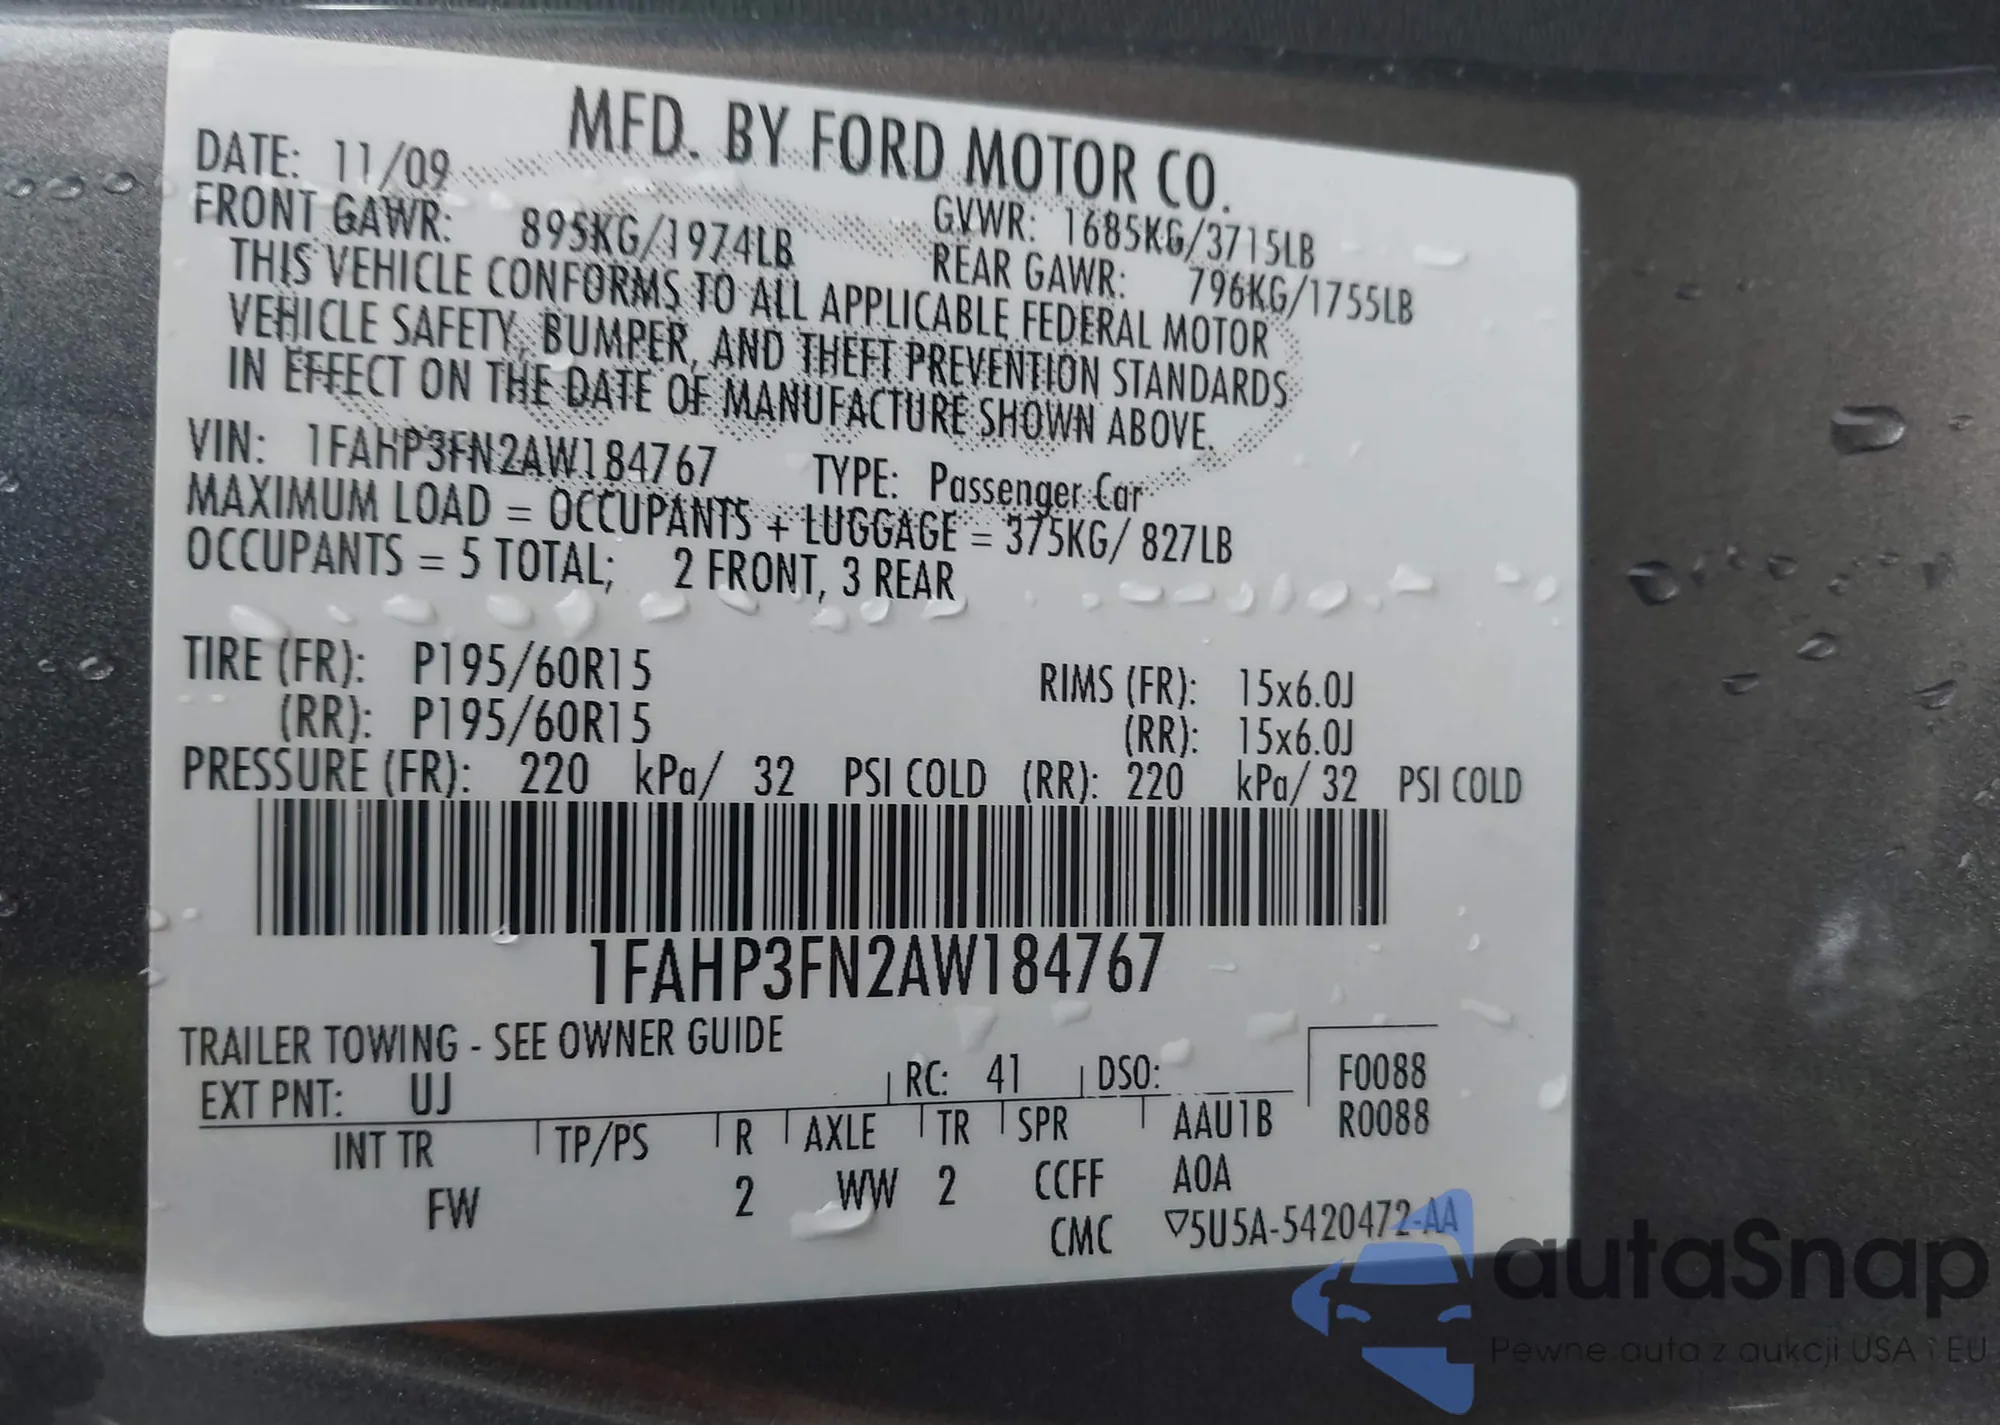 MFD. BY FORD MOTOR CO.
DATE: 11/09
GVWR: 1685KG/3715LB
FRONT GAWR: 895KG/1974LB
REAR GAWR: 796KG/1755LB
THIS VEHICLE CONFORMS TO ALL APPLICABLE FEDERAL MOTOR
VEHICLE SAFETY, BUMPER, AND THEFT PREVENTION STANDARDS
IN EFFECT ON THE DATE OF MANUFACTURE SHOWN ABOVE.
VIN: 1FAHP3FN2AW184767 TYPE: Passenger Car
MAXIMUM LOAD = OCCUPANTS + LUGGAGE = 375KG/ 827LB
OCCUPANTS = 5 TOTAL; 2 FRONT, 3 REAR
TIRE (FR): P195/60R15 RIMS (FR): 15x6.0J
(RR): P195/60R15 (RR): 15x6.0J
PRESSURE (FR): 220 kPa/ 32 PSI COLD (RR): 220 kPa/ 32 PSI COLD
1FAHP3FN2AW184767
TRAILER TOWING - SEE OWNER GUIDE
EXT PNT: UJ RC: 41 DSO: F0088
INT TR TP/PS R AXLE TR SPR AAU1B R0088
FW 2 WW 2 CCFF A0A
CMC ▽5U5A-5420472-AA
autaSnap
Pewne auta z aukcji USA i EU